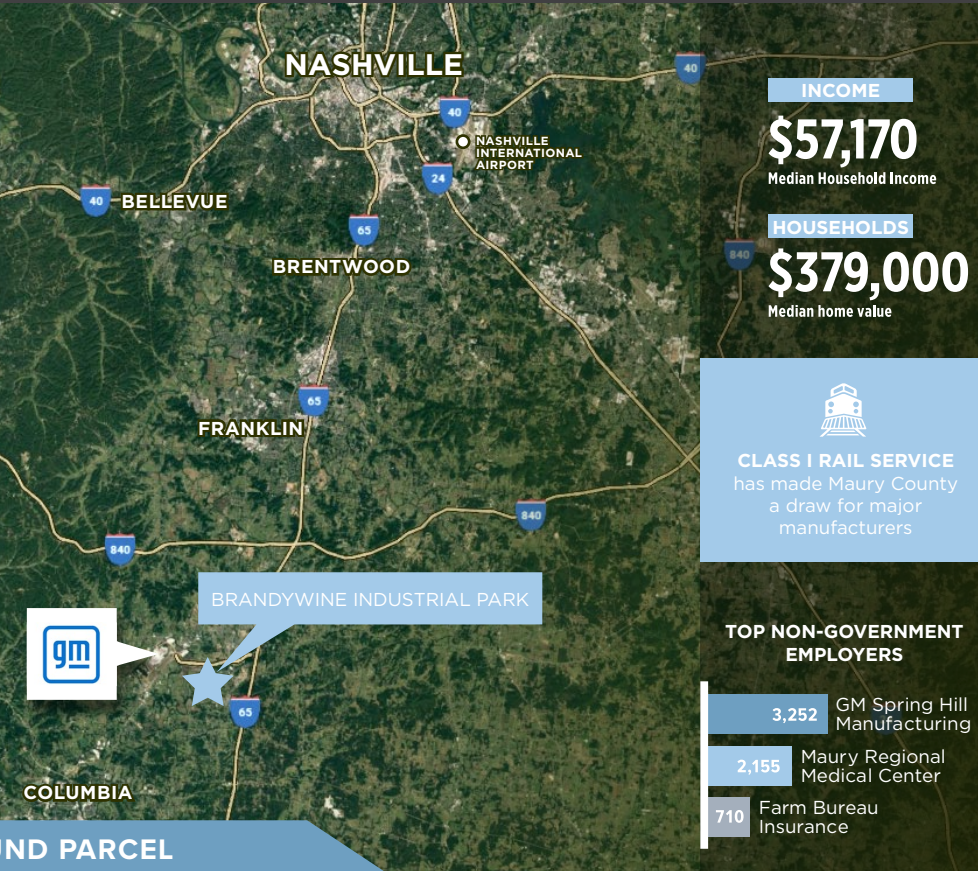 NASHVILLE
40
40
NASHVILLE
INTERNATIONAL
AIRPORT
24
40
BELLEVUE
65
BRENTWOOD
65
FRANKLIN
840
840
BRANDYWINE INDUSTRIAL PARK
gm
65
COLUMBIA
PARCEL
INCOME
$57,170
Median Household Income
HOUSEHOLDS
840
$379,000
Median home value
CLASS I RAIL SERVICE
has made Maury County
a draw for major
manufacturers
TOP NON-GOVERNMENT
EMPLOYERS
3,252
GM Spring Hill
Manufacturing
2,155
Maury Regional
Medical Center
710
Farm Bureau
Insurance